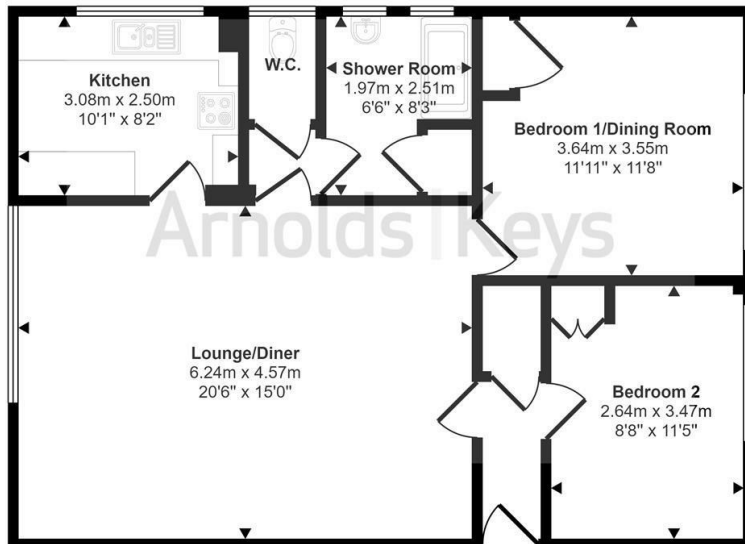 Kitchen
3.08m x 2.50m
10'1" x 8'2"
W.C.
Shower Room
1.97m x 2.51m
6'6" x 8'3"
Bedroom 1/Dining Room
3.64m x 3.55m
11'11" x 11'8"
Arnolds | Keys
Lounge/Diner
6.24m x 4.57m
20'6" x 15'0"
Bedroom 2
2.64m x 3.47m
8'8" x 11'5"